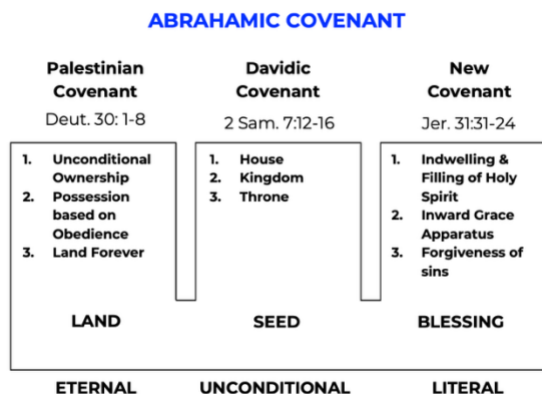 ABRAHAMIC COVENANT
Palestinian
Covenant
Deut. 30: 1-8
Davidic
Covenant
2 Sam. 7:12-16
New
Covenant
Jer. 31:31-24
1. Unconditional
Ownership
2. Possession
based on
Obedience
3. Land Forever
LAND
1. House
2. Kingdom
3. Throne
SEED
1. Indwelling &
Filling of Holy
Spirit
2. Inward Grace
Apparatus
3. Forgiveness of
sins
BLESSING
ETERNAL
UNCONDITIONAL
LITERAL